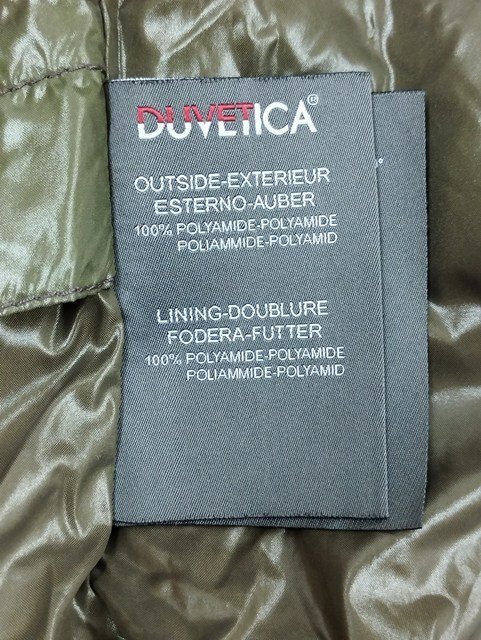 DUVETICA®
OUTSIDE-EXTERIEUR
ESTERNO-AUBER
100% POLYAMIDE-POLYAMIDE
POLIAMMIDE-POLYAMID
LINING-DOUBLURE
FODERA-FUTTER
100% POLYAMIDE-POLYAMIDE
POLIAMMIDE-POLYAMID